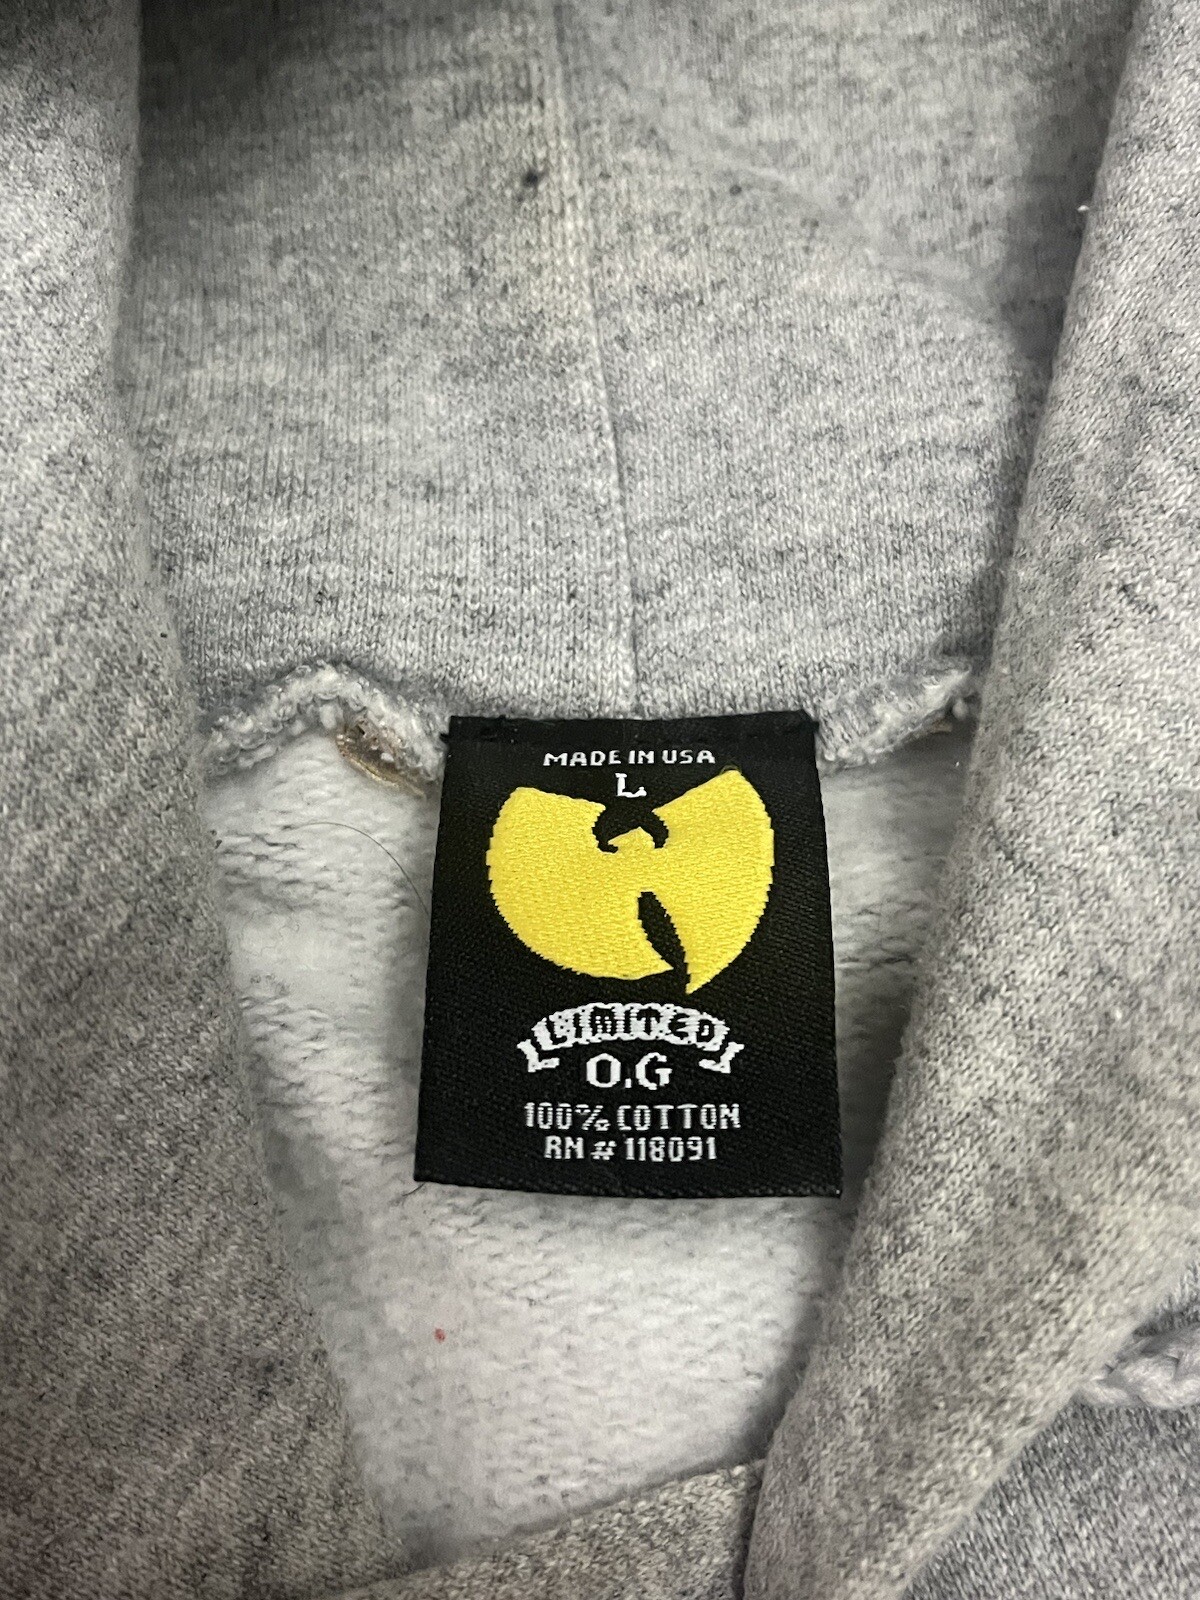 MADE IN USA
L
LIMITED
O.G
100% COTTON
RN # 118091